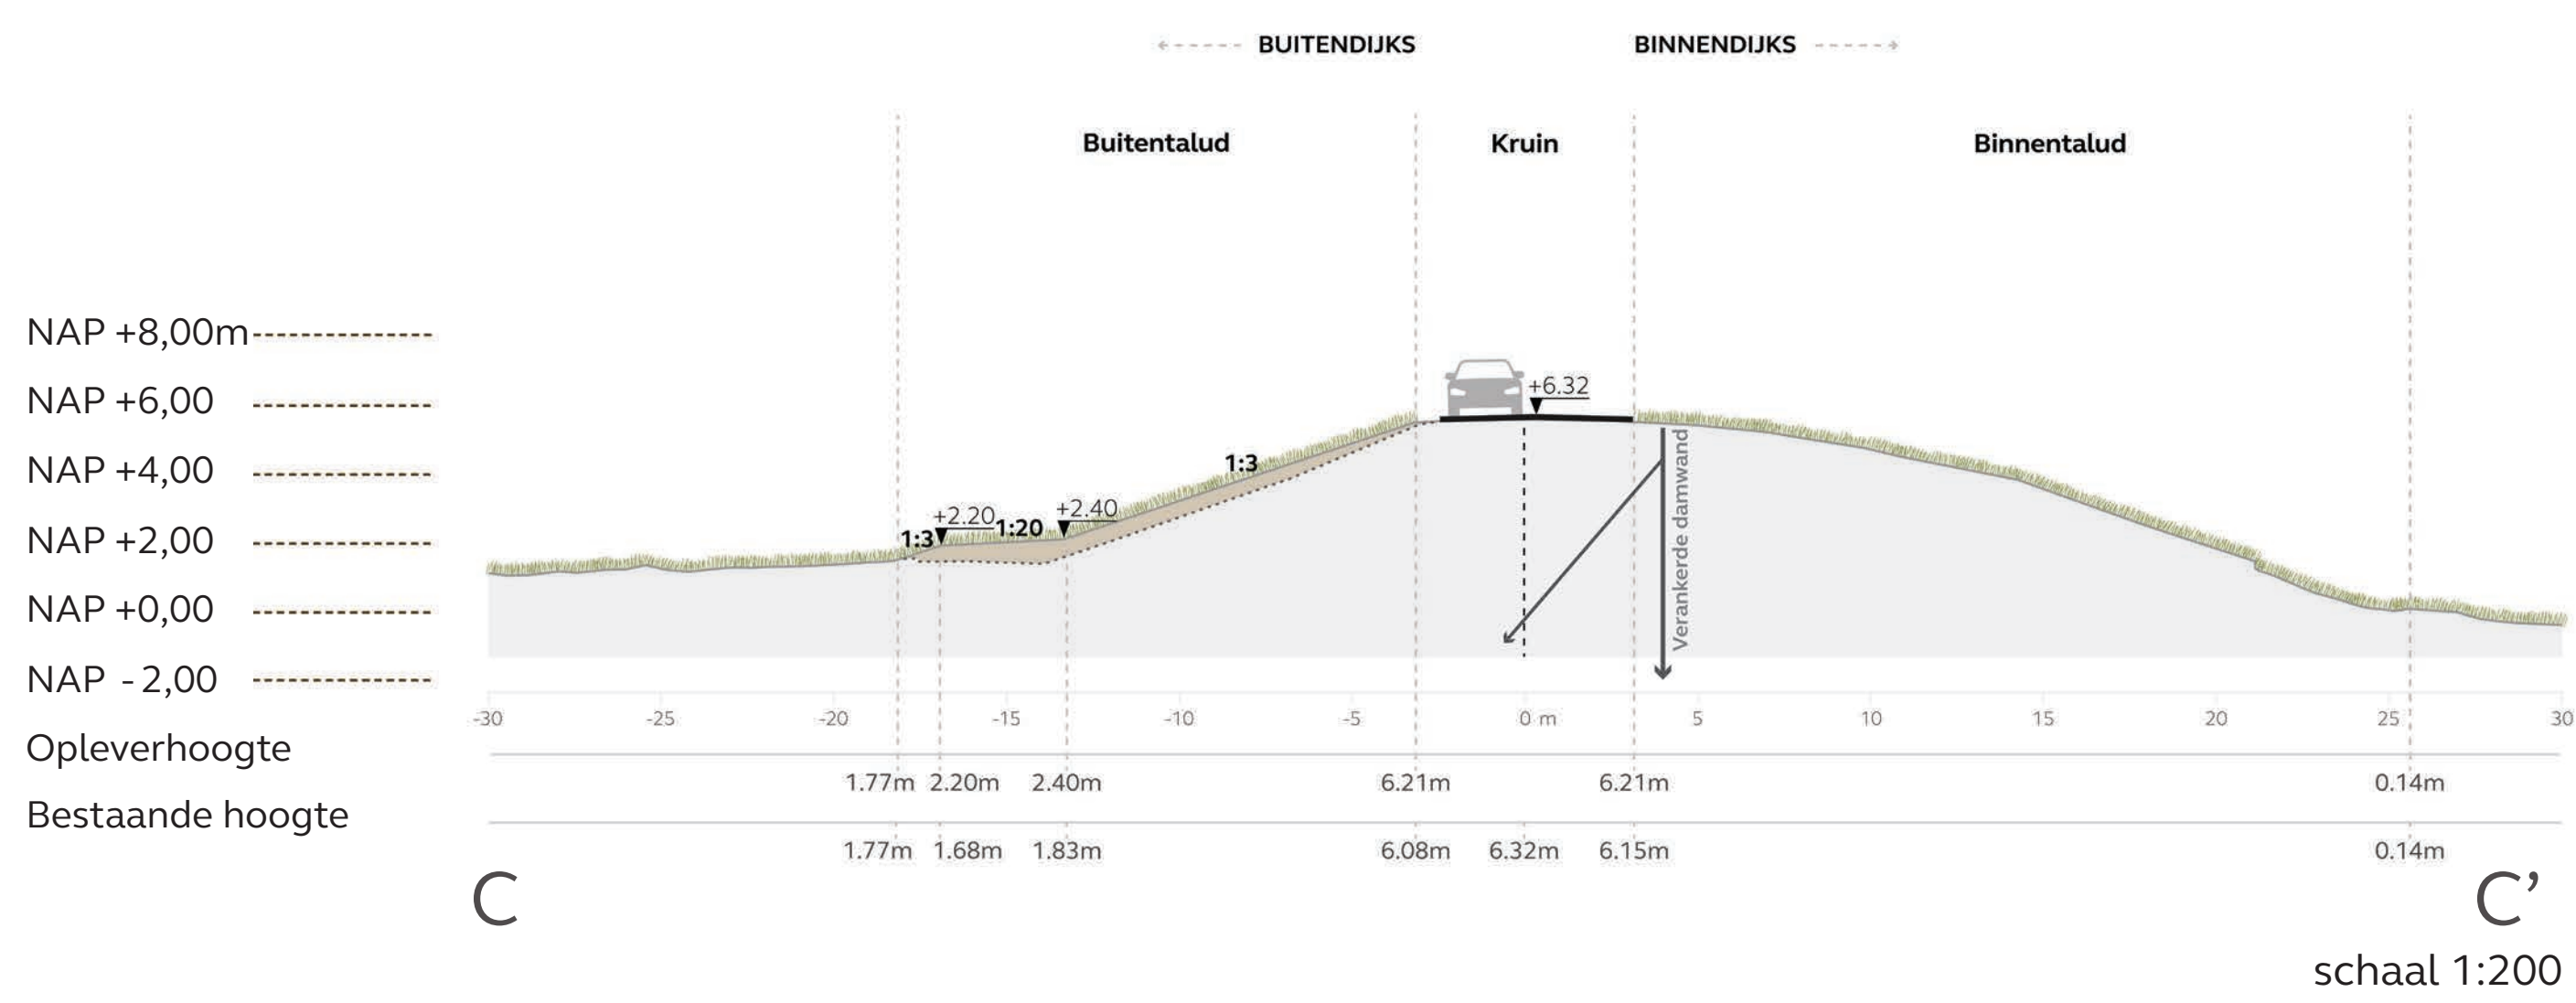 BUITENDIJKS BINNENDIJKS
Buitentalud Kruin Binnentalud
NAP +8,00m
NAP +6,00
+6.32
NAP +4,00
1:3
NAP +2,00
1:3 +2.20 1:20 +2.40
Verankerde damwand
NAP +0,00
NAP - 2,00
-30 -25 -20 -15 -10 -5 0 m 5 10 15 20 25 30
Opleverhoogte
1.77m 2.20m 2.40m 6.21m 6.21m 0.14m
Bestaande hoogte
1.77m 1.68m 1.83m 6.08m 6.32m 6.15m 0.14m
C C’
schaal 1:200